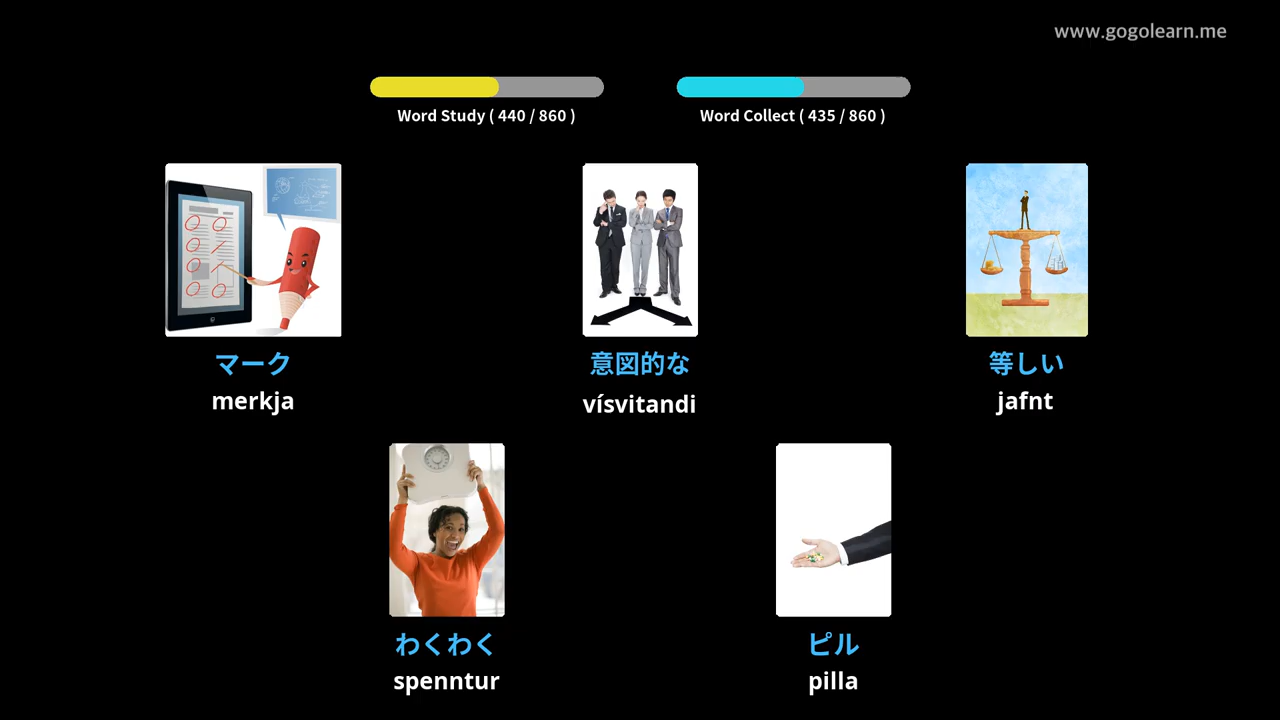 www.gogolearn.me
Word Study ( 440 / 860 )
Word Collect ( 435 / 860 )
マーク
merkja
意図的な
vísvitandi
等しい
jafnt
わくわく
spenntur
ピル
pilla